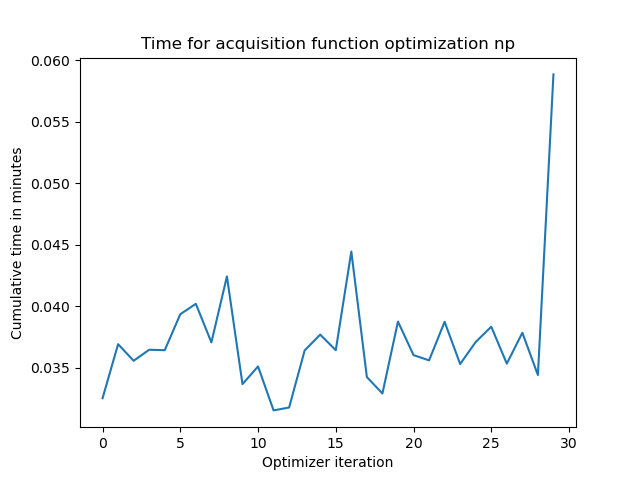 Time for acquisition function optimization np
Cumulative time in minutes
0.060
0.055
0.050
0.045
0.040
0.035
0 5 10 15 20 25 30
Optimizer iteration